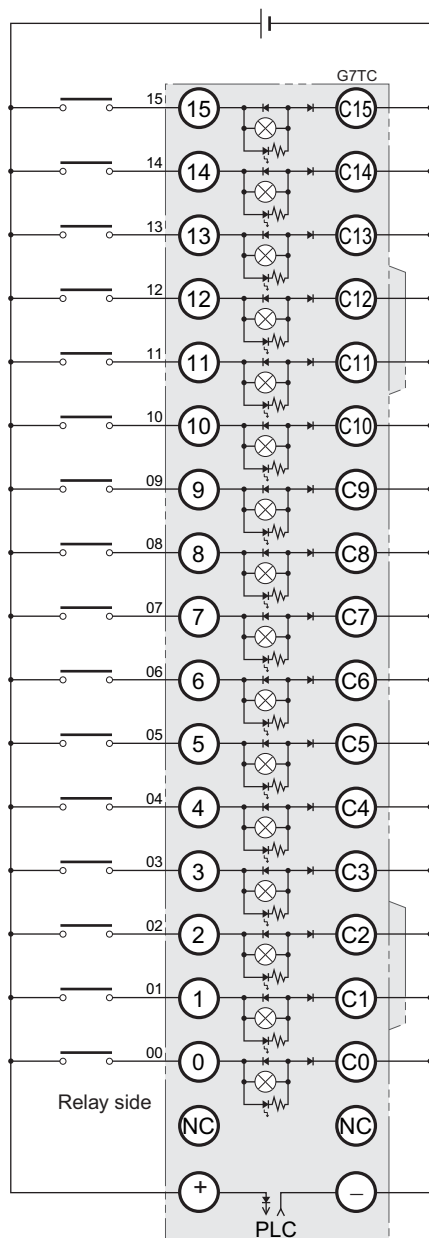 G7TC
15 15 C15
14 14 C14
13 13 C13
12 12 C12
11 11 C11
10 10 C10
09 9 C9
08 8 C8
07 7 C7
06 6 C6
05 5 C5
04 4 C4
03 3 C3
02 2 C2
01 1 C1
00 0 C0
Relay side
NC NC
+ −
PLC